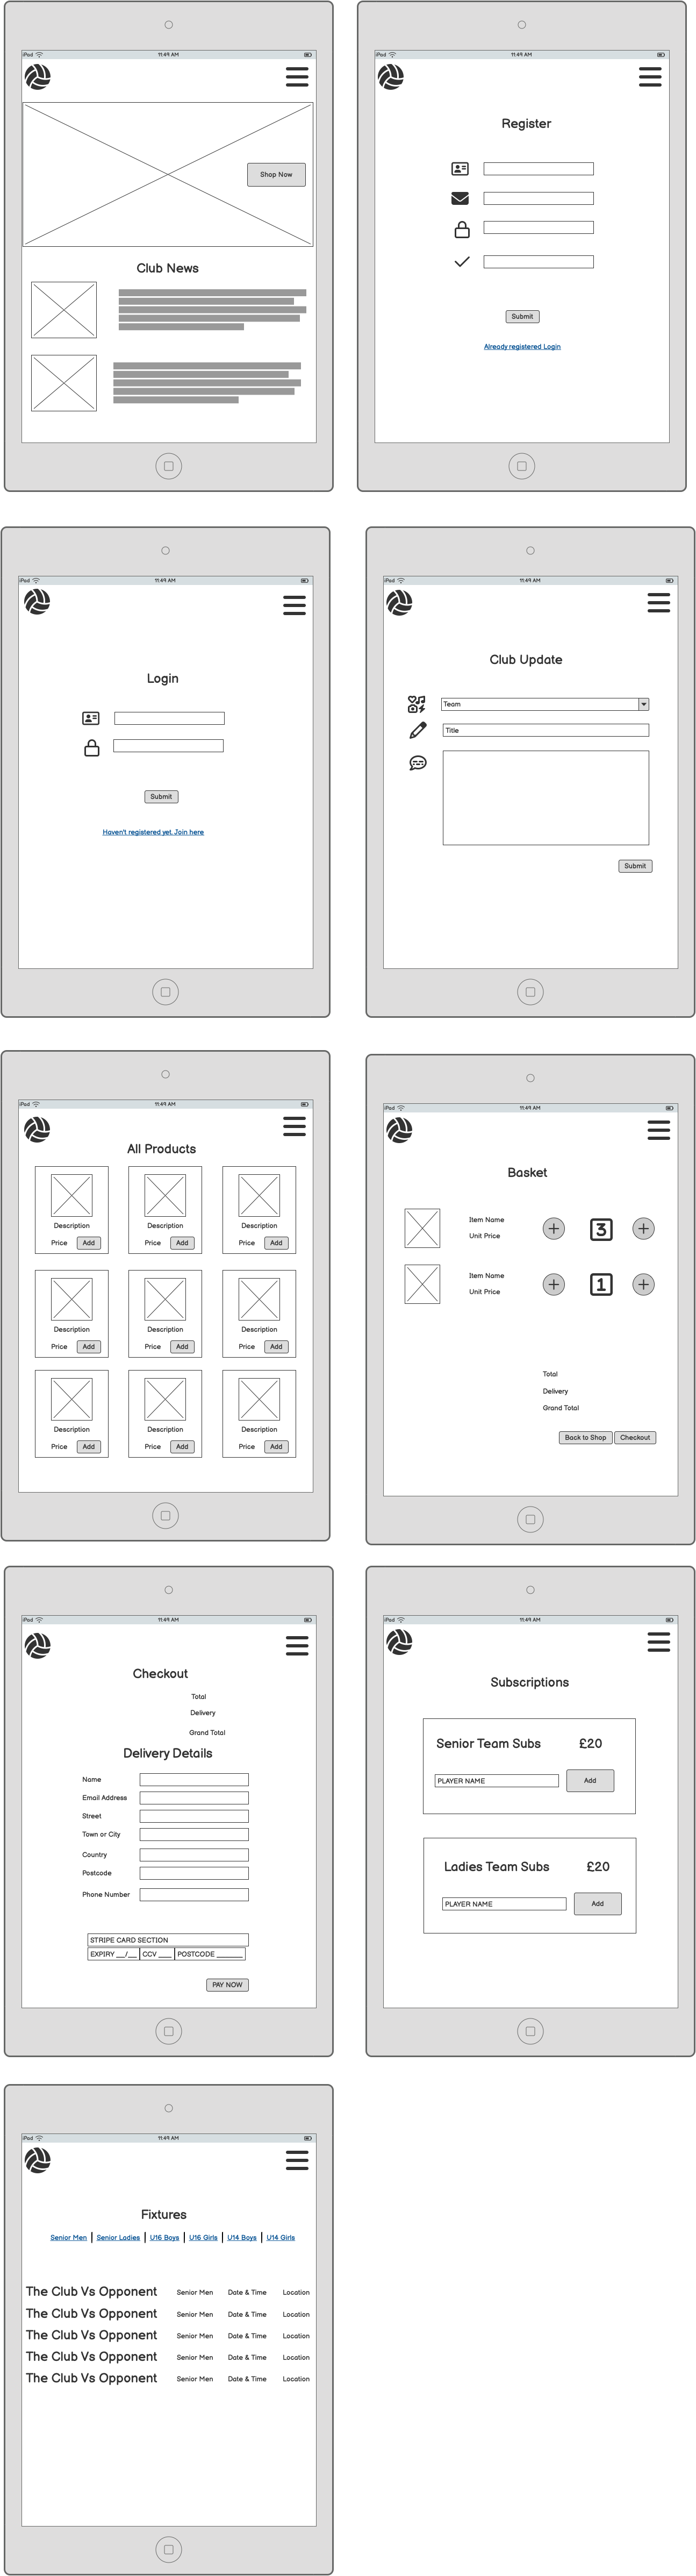 iPad 11:49 AM
Shop Now
Club News
iPad 11:49 AM
Register
Submit
Already registered Login
iPad 11:49 AM
Login
Submit
Haven't registered yet. Join here
iPad 11:49 AM
Club Update
Team
Title
Submit
iPad 11:49 AM
All Products
Description Description Description
Price Add Price Add Price Add
Description Description Description
Price Add Price Add Price Add
Description Description Description
Price Add Price Add Price Add
iPad 11:49 AM
Basket
Item Name
Unit Price
3
Item Name
Unit Price
1
Total
Delivery
Grand Total
Back to Shop Checkout
iPad 11:49 AM
Checkout
Total
Delivery
Grand Total
Delivery Details
Name
Email Address
Street
Town or City
Country
Postcode
Phone Number
STRIPE CARD SECTION
EXPIRY __/__ CCV ___ POSTCODE ______
PAY NOW
iPad 11:49 AM
Subscriptions
Senior Team Subs £20
PLAYER NAME Add
Ladies Team Subs £20
PLAYER NAME Add
iPad 11:49 AM
Fixtures
Senior Men Senior Ladies U16 Boys U16 Girls U14 Boys U14 Girls
The Club Vs Opponent Senior Men Date & Time Location
The Club Vs Opponent Senior Men Date & Time Location
The Club Vs Opponent Senior Men Date & Time Location
The Club Vs Opponent Senior Men Date & Time Location
The Club Vs Opponent Senior Men Date & Time Location